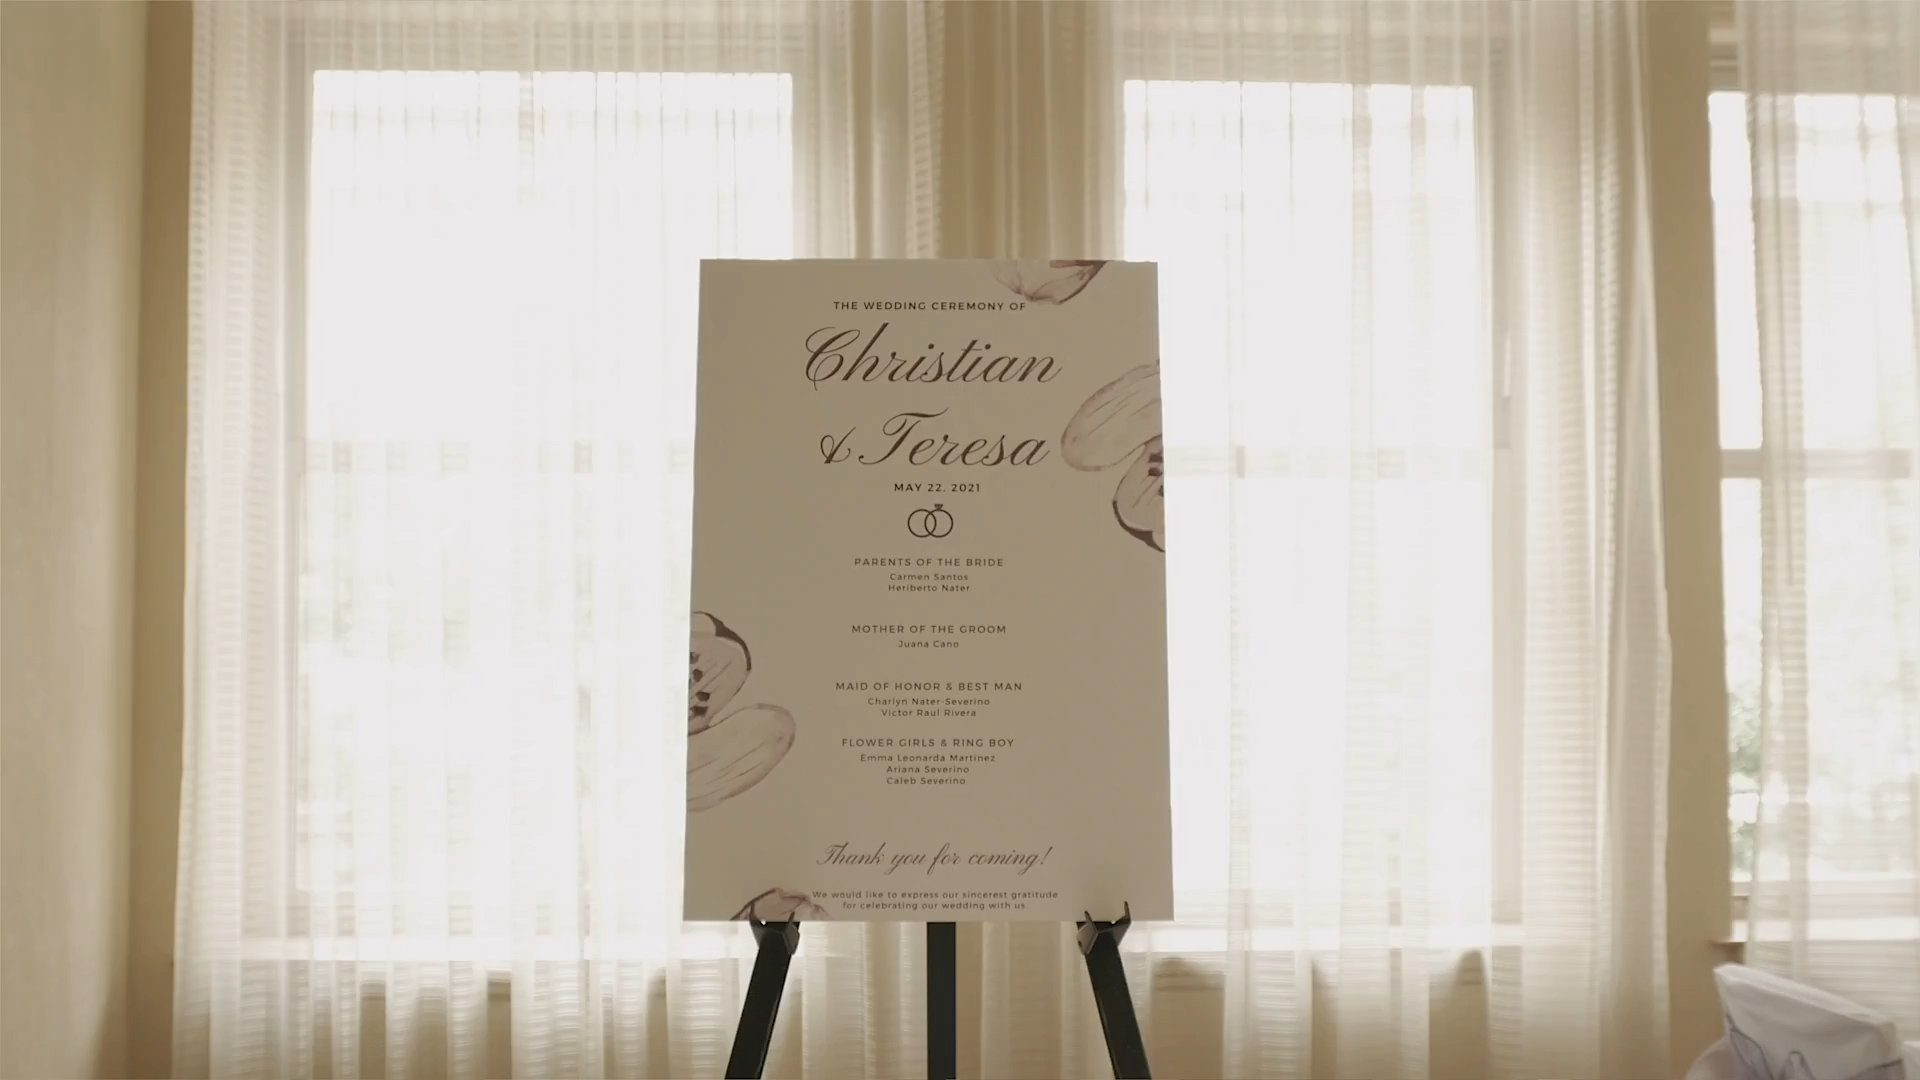 THE WEDDING CEREMONY OF
Christian
& Teresa
MAY 22, 2021
PARENTS OF THE BRIDE
Carmen Santos
Heriberto Nater
MOTHER OF THE GROOM
Juana Cano
MAID OF HONOR & BEST MAN
Charlyn Nater-Severino
Victor Raul Rivera
FLOWER GIRLS & RING BOY
Emma Leonarda Martinez
Ariana Severino
Caleb Severino
Thank you for coming!
We would like to express our sincerest gratitude
for celebrating our wedding with us.